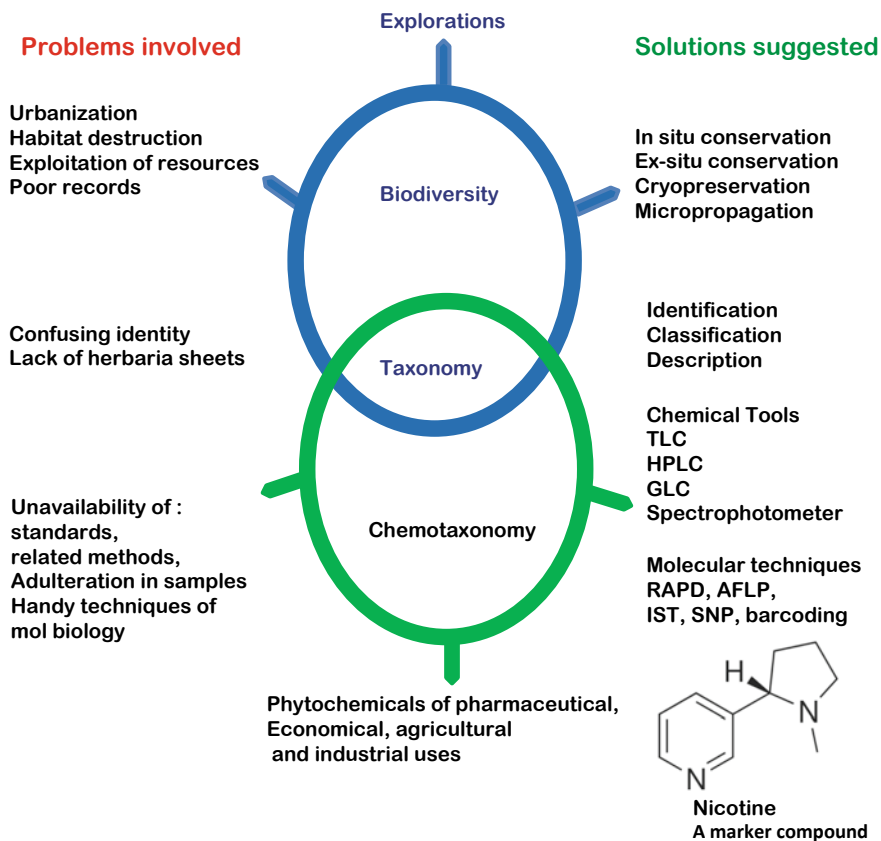 Explorations
Problems involved
Solutions suggested
Urbanization
Habitat destruction
Exploitation of resources
Poor records
Biodiversity
In situ conservation
Ex-situ conservation
Cryopreservation
Micropropagation
Confusing identity
Lack of herbaria sheets
Taxonomy
Identification
Classification
Description
Chemical Tools
TLC
HPLC
GLC
Spectrophotometer
Unavailability of :
standards,
related methods,
Adulteration in samples
Handy techniques of
mol biology
Chemotaxonomy
Molecular techniques
RAPD, AFLP,
IST, SNP, barcoding
Phytochemicals of pharmaceutical,
Economical, agricultural
and industrial uses
H
N
N
Nicotine
A marker compound